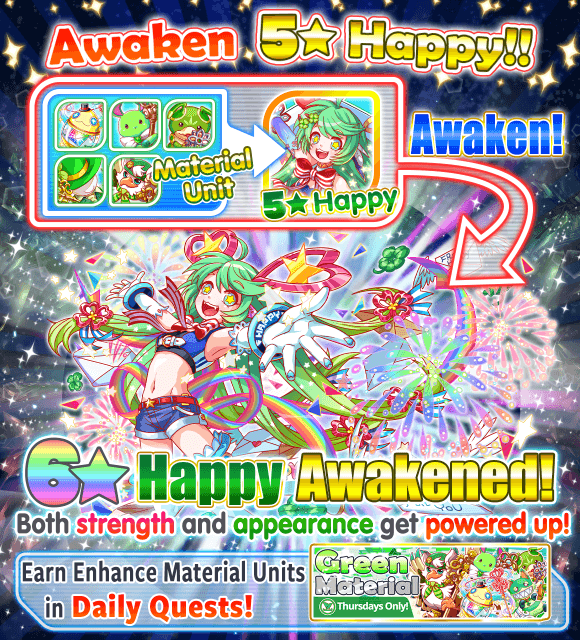 Awaken 5★ Happy!!
Material
Unit
5★ Happy
Awaken!
HAPPY
6★ Happy Awakened!
Both strength and appearance get powered up!
Earn Enhance Material Units
in Daily Quests!
Green
Material
Thursdays Only!